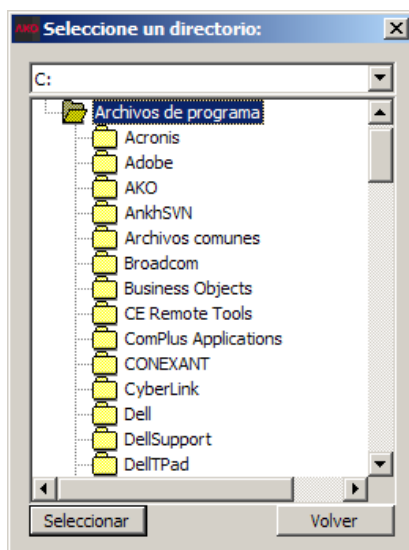 AKO Seleccione un directorio:
C:
Archivos de programa
Acronis
Adobe
AKO
AnkhSVN
Archivos comunes
Broadcom
Business Objects
CE Remote Tools
ComPlus Applications
CONEXANT
CyberLink
Dell
DellSupport
DellTPad
Seleccionar Volver